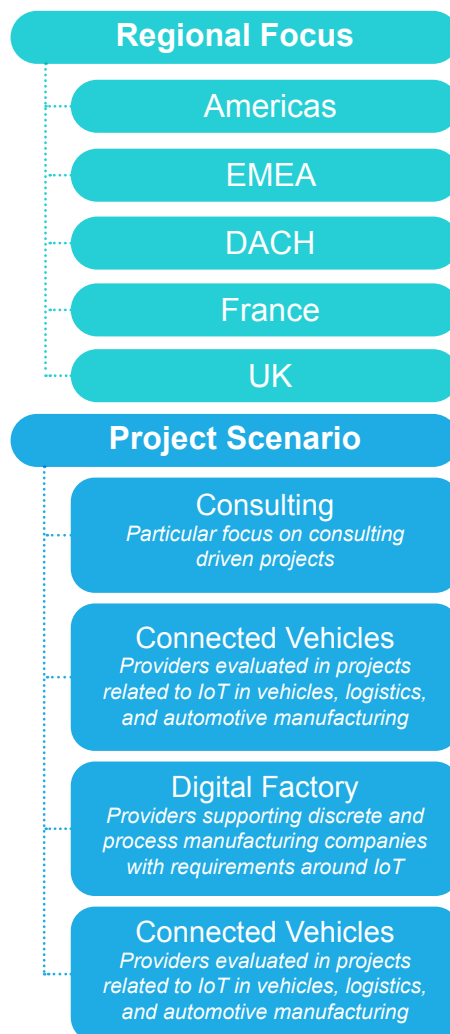 Regional Focus
Americas
EMEA
DACH
France
UK
Project Scenario
Consulting
Particular focus on consulting
driven projects
Connected Vehicles
Providers evaluated in projects
related to IoT in vehicles, logistics,
and automotive manufacturing
Digital Factory
Providers supporting discrete and
process manufacturing companies
with requirements around IoT
Connected Vehicles
Providers evaluated in projects
related to IoT in vehicles, logistics,
and automotive manufacturing